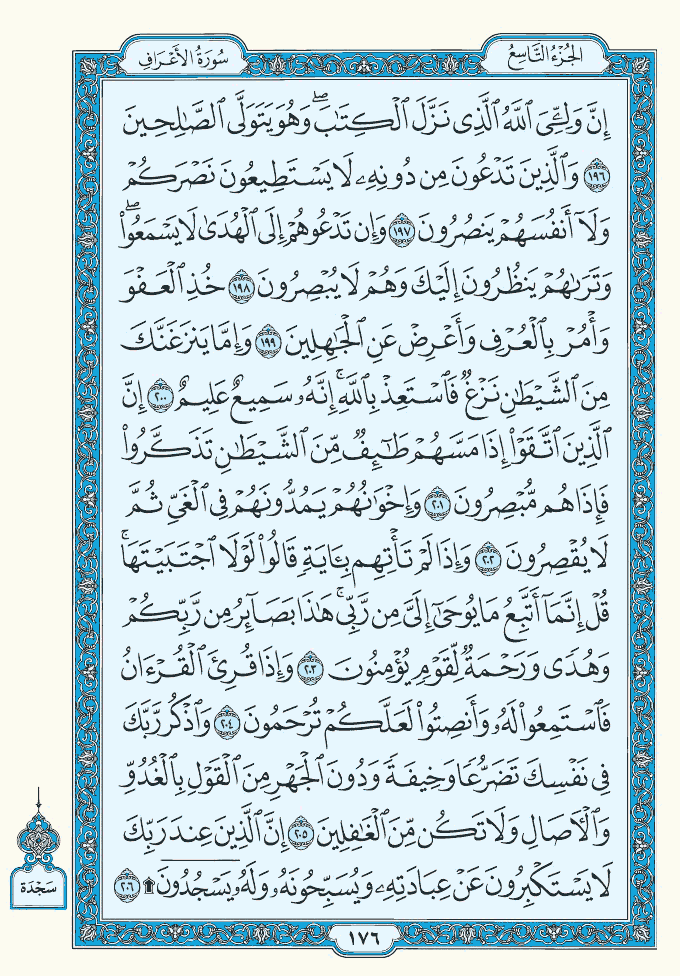 الجُزْءُ التَّاسِعُ
سُورَةُ الأَعْرَافِ
إِنَّ وَلِـِّۧىَ ٱللَّهُ ٱلَّذِى نَزَّلَ ٱلْكِتَٰبَۖ وَهُوَ يَتَوَلَّى ٱلصَّٰلِحِينَ
١٩٦ وَٱلَّذِينَ تَدْعُونَ مِن دُونِهِۦ لَا يَسْتَطِيعُونَ نَصْرَكُمْ
وَلَآ أَنفُسَهُمْ يَنصُرُونَ ١٩٧ وَإِن تَدْعُوهُمْ إِلَى ٱلْهُدَىٰ لَا يَسْمَعُوا۟ۖ
وَتَرَىٰهُمْ يَنظُرُونَ إِلَيْكَ وَهُمْ لَا يُبْصِرُونَ ١٩٨ خُذِ ٱلْعَفْوَ
وَأْمُرْ بِٱلْعُرْفِ وَأَعْرِضْ عَنِ ٱلْجَٰهِلِينَ ١٩٩ وَإِمَّا يَنزَغَنَّكَ
مِنَ ٱلشَّيْطَٰنِ نَزْغٌ فَٱسْتَعِذْ بِٱللَّهِۚ إِنَّهُۥ سَمِيعٌ عَلِيمٌ ٢٠٠ إِنَّ
ٱلَّذِينَ ٱتَّقَوْا۟ إِذَا مَسَّهُمْ طَٰٓئِفٌ مِّنَ ٱلشَّيْطَٰنِ تَذَكَّرُوا۟
فَإِذَا هُم مُّبْصِرُونَ ٢٠١ وَإِخْوَٰنُهُمْ يَمُدُّونَهُمْ فِى ٱلْغَىِّ ثُمَّ
لَا يُقْصِرُونَ ٢٠٢ وَإِذَا لَمْ تَأْتِهِم بِـَٔايَةٍ قَالُوا۟ لَوْلَا ٱجْتَبَيْتَهَاۚ
قُلْ إِنَّمَآ أَتَّبِعُ مَا يُوحَىٰٓ إِلَىَّ مِن رَّبِّىۚ هَٰذَا بَصَآئِرُ مِن رَّبِّكُمْ
وَهُدًى وَرَحْمَةٌ لِّقَوْمٍ يُؤْمِنُونَ ٢٠٣ وَإِذَا قُرِئَ ٱلْقُرْءَانُ
فَٱسْتَمِعُوا۟ لَهُۥ وَأَنصِتُوا۟ لَعَلَّكُمْ تُرْحَمُونَ ٢٠٤ وَٱذْكُر رَّبَّكَ
فِى نَفْسِكَ تَضَرُّعًا وَخِيفَةً وَدُونَ ٱلْجَهْرِ مِنَ ٱلْقَوْلِ بِٱلْغُدُوِّ
وَٱلْءَاصَالِ وَلَا تَكُن مِّنَ ٱلْغَٰفِلِينَ ٢٠٥ إِنَّ ٱلَّذِينَ عِندَ رَبِّكَ
لَا يَسْتَكْبِرُونَ عَنْ عِبَادَتِهِۦ وَيُسَبِّحُونَهُۥ وَلَهُۥ يَسْجُدُونَ ۩ ٢٠٦
سَجْدَة
١٧٦